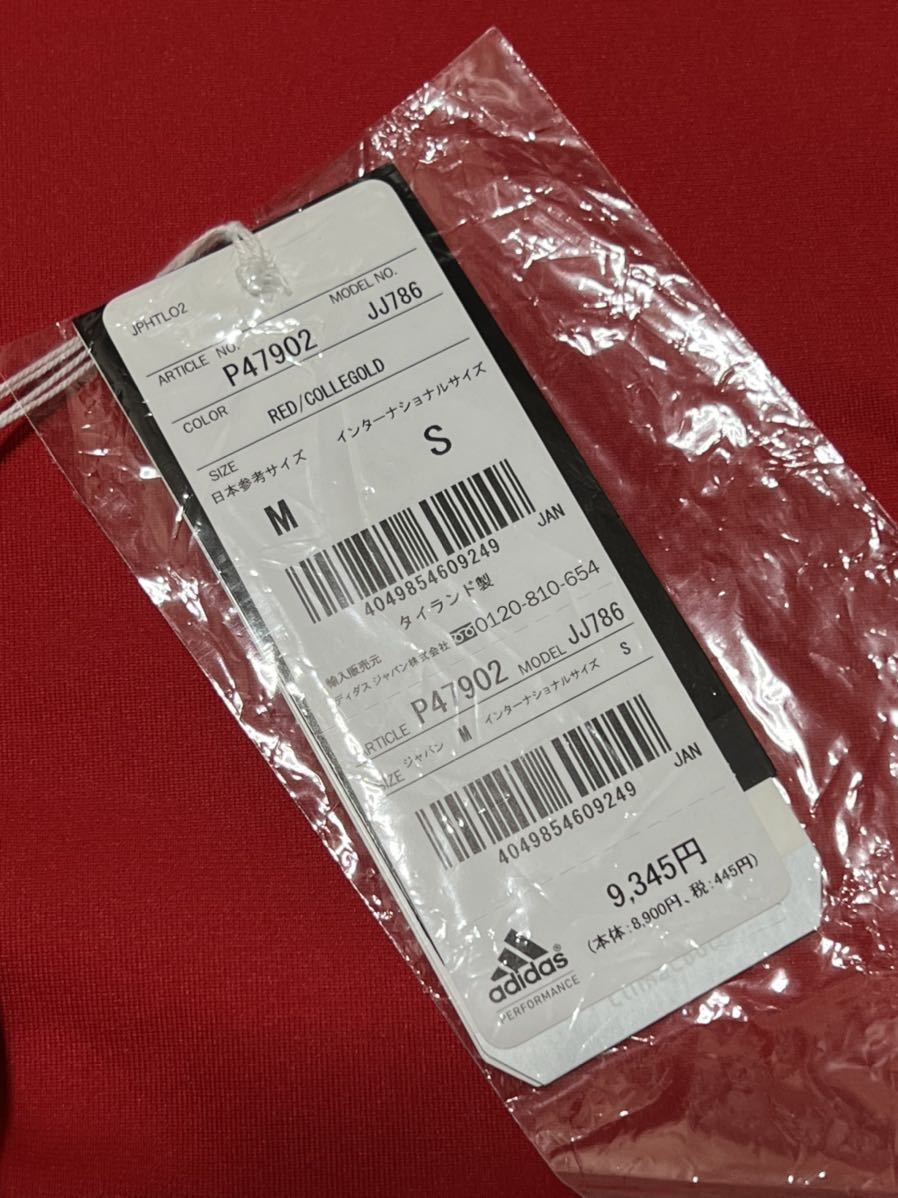 JPHTLO2
ARTICLE NO. MODEL NO.
P47902 JJ786
COLOR RED/COLLEGOLD
SIZE
日本参考サイズ インターナショナルサイズ
M S
4049854609249 JAN
タイランド製
輸入販売元
ディダス ジャパン株式会社 0120-810-654
ARTICLE P47902 MODEL JJ786
SIZE ジャパン M インターナショナルサイズ S
4049854609249 JAN
9,345円
(本体:8,900円、税:445円)
adidas®
PERFORMANCE